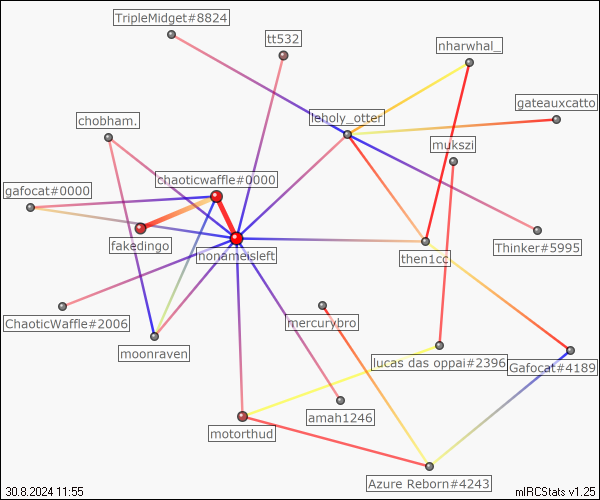 TripleMidget#8824
tt532
nharwhal_
gateauxcatto
leholy_otter
chobham.
mukszi
chaoticwaffle#0000
gafocat#0000
fakedingo
nonameisleft
then1cc
Thinker#5995
ChaoticWaffle#2006
mercurybro
moonraven
lucas das oppai#2396
Gafocat#4189
amah1246
motorthud
Azure Reborn#4243
30.8.2024 11:55
mIRCStats v1.25